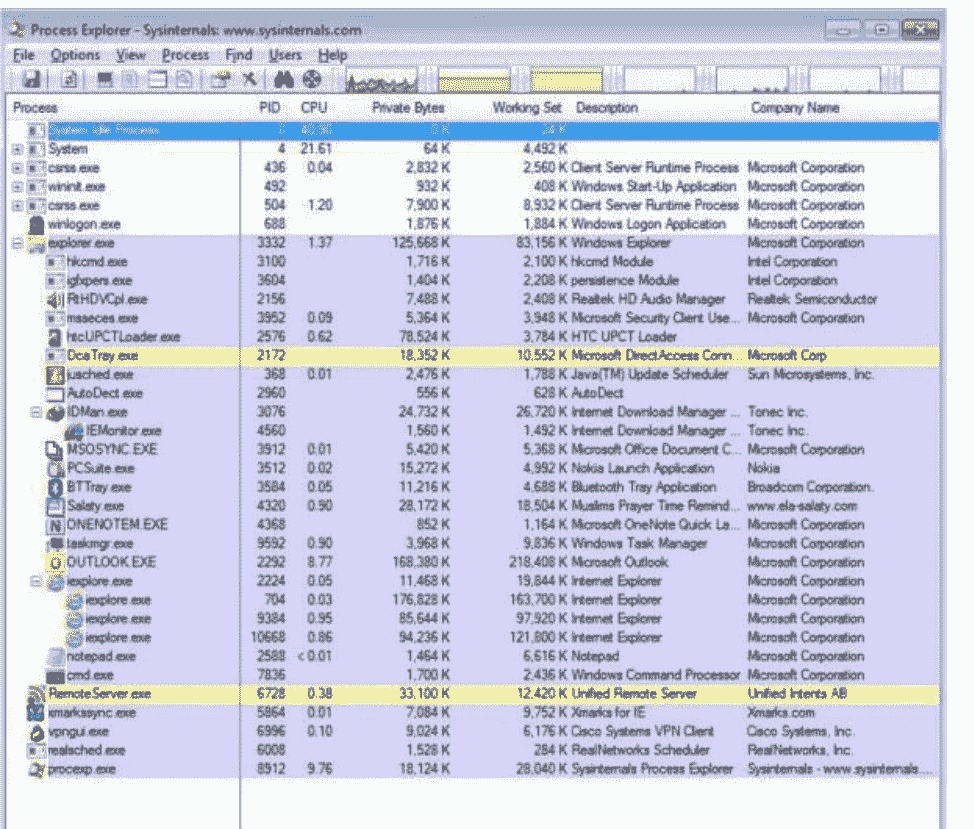 Process Explorer - Sysinternals: www.sysinternals.com
File Options View Process Find Users Help
Process PID CPU Private Bytes Working Set Description Company Name
System Idle Process 0 K 24 K
System 4 21.61 64 K 4,492 K
csrss.exe 436 0.04 2,832 K 2,560 K Client Server Runtime Process Microsoft Corporation
wininit.exe 492 932 K 408 K Windows Start-Up Application Microsoft Corporation
csrss.exe 504 1.20 7,900 K 8,932 K Client Server Runtime Process Microsoft Corporation
winlogon.exe 688 1,876 K 1,884 K Windows Logon Application Microsoft Corporation
explorer.exe 3332 1.37 125,668 K 83,156 K Windows Explorer Microsoft Corporation
hkcmd.exe 3100 1,716 K 2,100 K hkcmd Module Intel Corporation
igfxpers.exe 3604 1,404 K 2,208 K persistence Module Intel Corporation
RtHDVCpl.exe 2156 7,488 K 2,408 K Realtek HD Audio Manager Realtek Semiconductor
msseces.exe 3952 0.09 5,364 K 3,948 K Microsoft Security Client Use... Microsoft Corporation
htcUPCTLoader.exe 2576 0.62 78,524 K 3,784 K HTC UPCT Loader
DcaTray.exe 2172 18,352 K 10,552 K Microsoft DirectAccess Conn... Microsoft Corp
jusched.exe 368 0.01 2,476 K 1,788 K Java(TM) Update Scheduler Sun Microsystems, Inc.
AutoDect.exe 2960 556 K 628 K AutoDect
IDMan.exe 3076 24,732 K 26,720 K Internet Download Manager ... Tonec Inc.
IEMonitor.exe 4560 1,560 K 1,492 K Internet Download Manager ... Tonec Inc.
MSOSYNC.EXE 3912 0.01 5,420 K 5,368 K Microsoft Office Document C... Microsoft Corporation
PCSuite.exe 3512 0.02 15,272 K 4,992 K Nokia Launch Application Nokia
BTTray.exe 3584 0.05 11,216 K 4,688 K Bluetooth Tray Application Broadcom Corporation.
Salaty.exe 4320 0.90 28,172 K 18,504 K Muslims Prayer Time Remind... www.ela-salaty.com
ONENOTEM.EXE 4368 852 K 1,164 K Microsoft OneNote Quick La... Microsoft Corporation
taskmgr.exe 9592 0.90 3,968 K 9,836 K Windows Task Manager Microsoft Corporation
OUTLOOK.EXE 2292 8.77 168,380 K 218,408 K Microsoft Outlook Microsoft Corporation
iexplore.exe 2224 0.05 11,468 K 19,844 K Internet Explorer Microsoft Corporation
iexplore.exe 704 0.03 176,828 K 163,700 K Internet Explorer Microsoft Corporation
iexplore.exe 9384 0.95 85,644 K 97,920 K Internet Explorer Microsoft Corporation
iexplore.exe 10668 0.86 94,236 K 121,800 K Internet Explorer Microsoft Corporation
notepad.exe 2588 < 0.01 1,464 K 6,616 K Notepad Microsoft Corporation
cmd.exe 7836 1,700 K 2,436 K Windows Command Processor Microsoft Corporation
RemoteServer.exe 6728 0.38 33,100 K 12,420 K Unified Remote Server Unified Intents AB
xmarkssync.exe 5864 0.01 7,084 K 9,752 K Xmarks for IE Xmarks.com
vpngui.exe 6996 0.10 9,024 K 6,176 K Cisco Systems VPN Client Cisco Systems, Inc.
realsched.exe 6008 1,528 K 284 K RealNetworks Scheduler RealNetworks, Inc.
procexp.exe 8912 9.76 18,124 K 28,040 K Sysinternals Process Explorer Sysinternals - www.sysinternals....